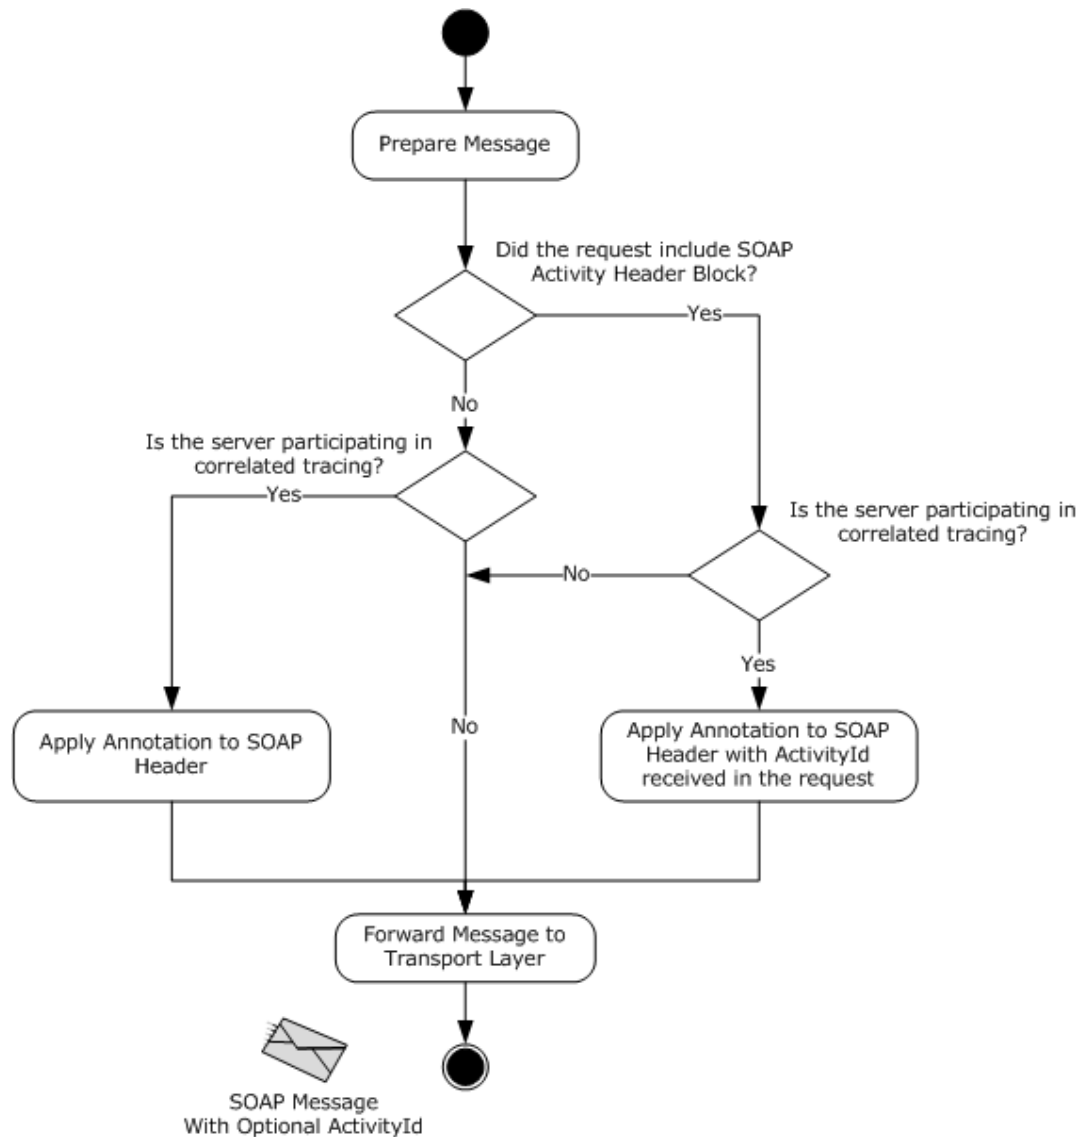 Prepare Message
Did the request include SOAP
Activity Header Block?
Yes
No
Is the server participating in
correlated tracing?
Yes
Is the server participating in
correlated tracing?
No
Yes
No
Apply Annotation to SOAP
Header
Apply Annotation to SOAP
Header with ActivityId
received in the request
Forward Message to
Transport Layer
SOAP Message
With Optional ActivityId